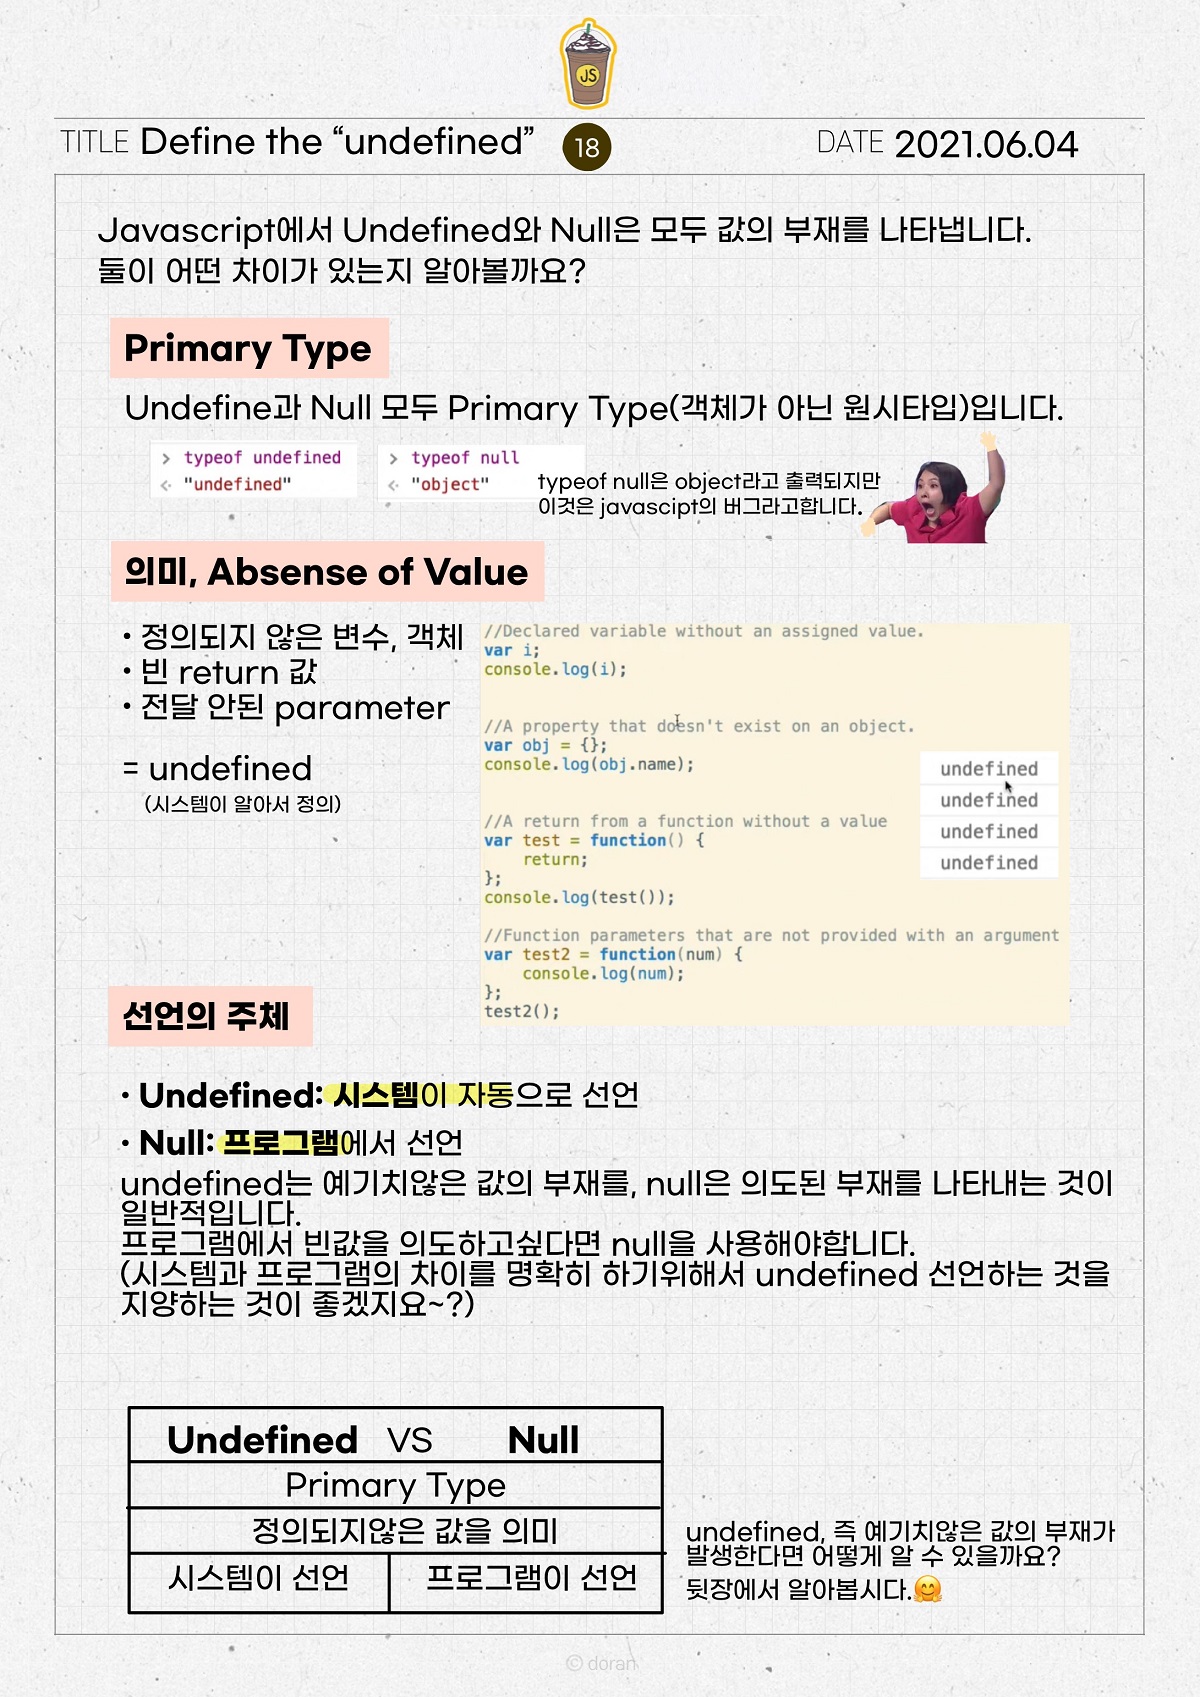 JS
TITLE Define the “undefined” 18 DATE 2021.06.04
Javascript에서 Undefined와 Null은 모두 값의 부재를 나타냅니다.
둘이 어떤 차이가 있는지 알아볼까요?
Primary Type
Undefine과 Null 모두 Primary Type(객체가 아닌 원시타입)입니다.
> typeof undefined
<· "undefined"
> typeof null
<· "object"
typeof null은 object라고 출력되지만
이것은 javascipt의 버그라고합니다.
의미, Absense of Value
• 정의되지 않은 변수, 객체
• 빈 return 값
• 전달 안된 parameter
= undefined
(시스템이 알아서 정의)
//Declared variable without an assigned value.
var i;
console.log(i);
//A property that doesn't exist on an object.
var obj = {};
console.log(obj.name);
//A return from a function without a value
var test = function() {
return;
};
console.log(test());
//Function parameters that are not provided with an argument
var test2 = function(num) {
console.log(num);
};
test2();
undefined
undefined
undefined
undefined
선언의 주체
• Undefined: 시스템이 자동으로 선언
• Null: 프로그램에서 선언
undefined는 예기치않은 값의 부재를, null은 의도된 부재를 나타내는 것이
일반적입니다.
프로그램에서 빈값을 의도하고싶다면 null을 사용해야합니다.
(시스템과 프로그램의 차이를 명확히 하기위해서 undefined 선언하는 것을
지양하는 것이 좋겠지요~?)
Undefined VS Null
Primary Type
정의되지않은 값을 의미
시스템이 선언 프로그램이 선언
undefined, 즉 예기치않은 값의 부재가
발생한다면 어떻게 알 수 있을까요?
뒷장에서 알아봅시다.🤗
© doran